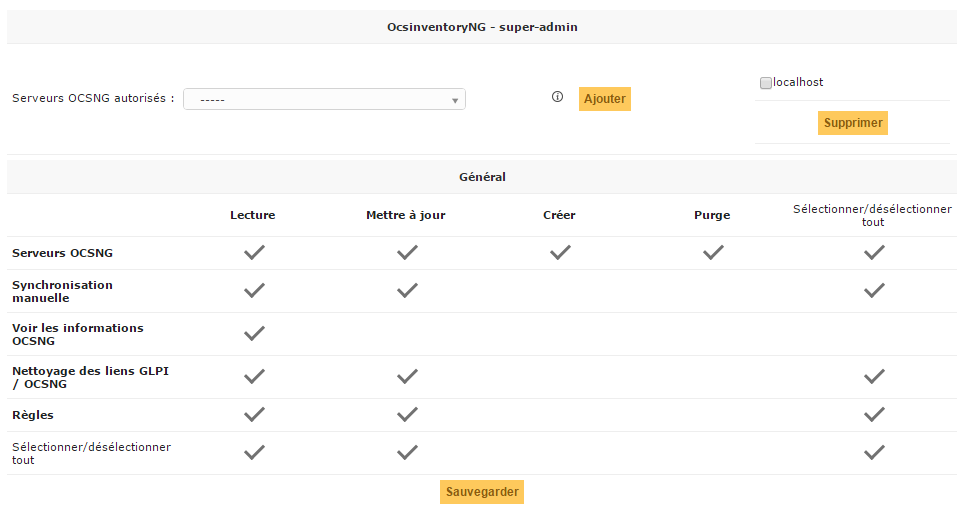 OcsinventoryNG - super-admin
Serveurs OCSNG autorisés : ----- Ajouter localhost
Supprimer
Général
Lecture Mettre à jour Créer Purge Sélectionner/désélectionner
tout
Serveurs OCSNG
Synchronisation
manuelle
Voir les informations
OCSNG
Nettoyage des liens GLPI
/ OCSNG
Règles
Sélectionner/désélectionner
tout
Sauvegarder